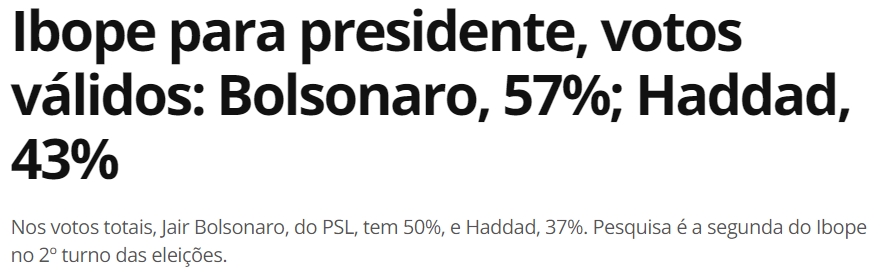 Ibope para presidente, votos
válidos: Bolsonaro, 57%; Haddad,
43%
Nos votos totais, Jair Bolsonaro, do PSL, tem 50%, e Haddad, 37%. Pesquisa é a segunda do Ibope
no 2º turno das eleições.